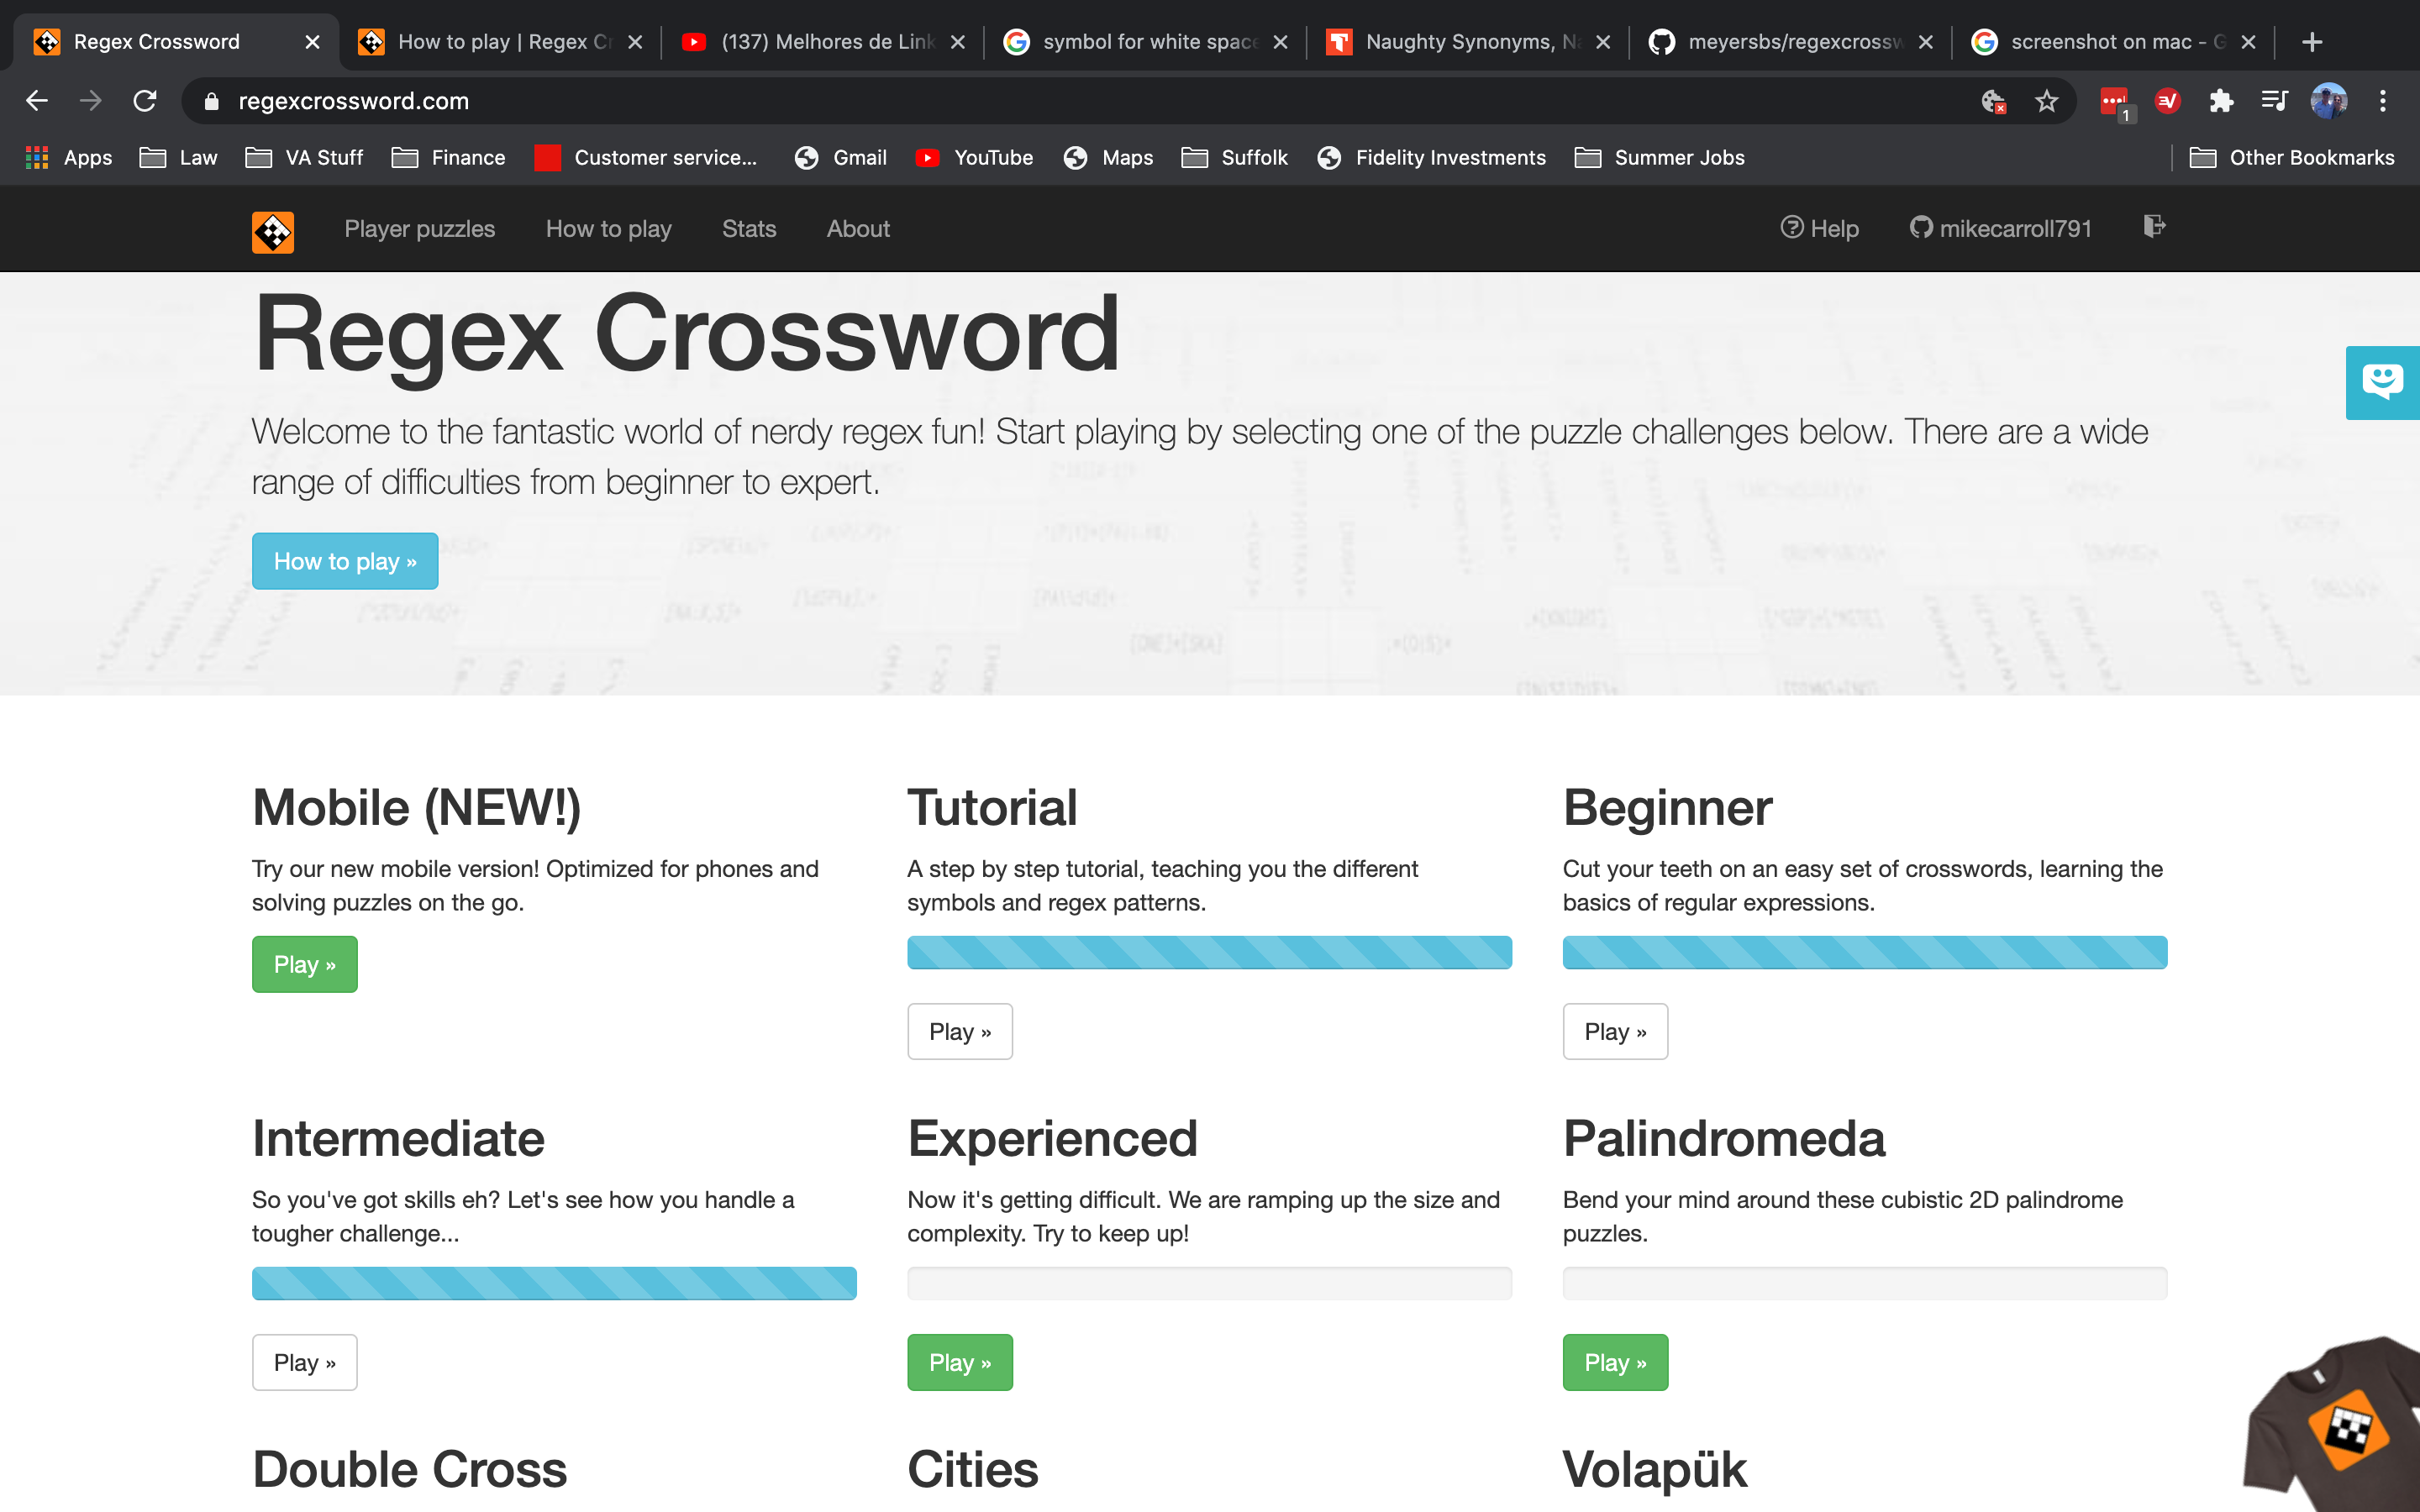 Regex Crossword
How to play | Regex Cr
(137) Melhores de Link
symbol for white space
Naughty Synonyms, Na
meyersbs/regexcrossw
screenshot on mac - G
regexcrossword.com
1
Apps
Law
VA Stuff
Finance
Customer service...
Gmail
YouTube
Maps
Suffolk
Fidelity Investments
Summer Jobs
Other Bookmarks
Player puzzles
How to play
Stats
About
Help
mikecarroll791
Regex Crossword
Welcome to the fantastic world of nerdy regex fun! Start playing by selecting one of the puzzle challenges below. There are a wide
range of difficulties from beginner to expert.
How to play »
Mobile (NEW!)
Try our new mobile version! Optimized for phones and
solving puzzles on the go.
Play »
Tutorial
A step by step tutorial, teaching you the different
symbols and regex patterns.
Play »
Beginner
Cut your teeth on an easy set of crosswords, learning the
basics of regular expressions.
Play »
Intermediate
So you've got skills eh? Let's see how you handle a
tougher challenge...
Play »
Experienced
Now it's getting difficult. We are ramping up the size and
complexity. Try to keep up!
Play »
Palindromeda
Bend your mind around these cubistic 2D palindrome
puzzles.
Play »
Double Cross
Cities
Volapük